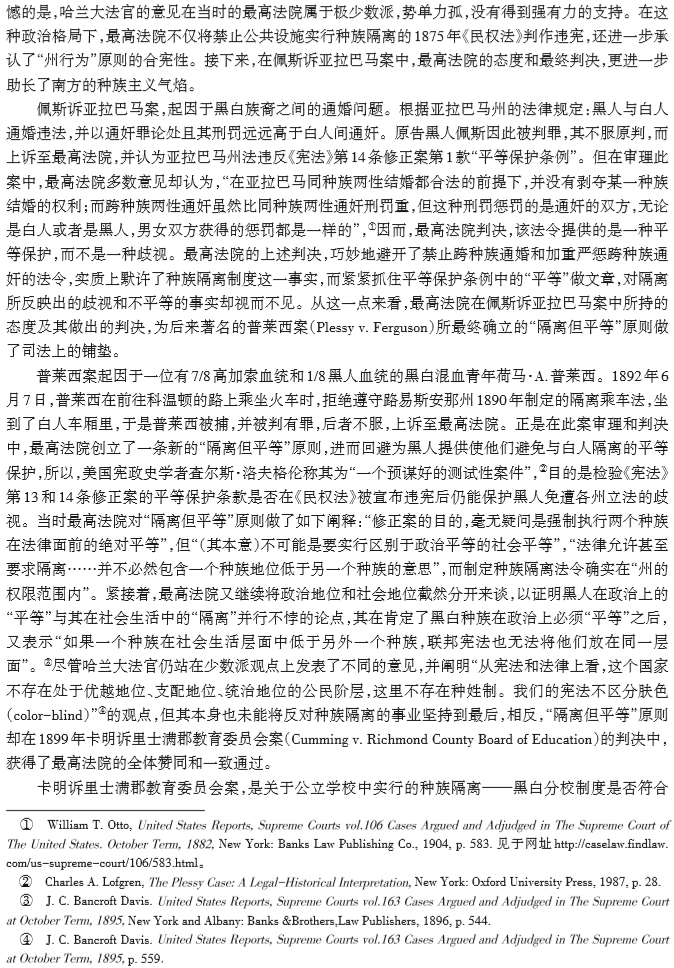 憾的是，哈兰大法官的意见在当时的最高法院属于极少数派，势单力孤，没有得到强有力的支持。在这
种政治格局下，最高法院不仅将禁止公共设施实行种族隔离的1875年《民权法》判作违宪，还进一步承
认了“州行为”原则的合宪性。接下来，在佩斯诉亚拉巴马案中，最高法院的态度和最终判决，更进一步
助长了南方的种族主义气焰。
佩斯诉亚拉巴马案，起因于黑白族裔之间的通婚问题。根据亚拉巴马州的法律规定：黑人与白人
通婚违法，并以通奸罪论处且其刑罚远远高于白人间通奸。原告黑人佩斯因此被判罪，其不服原判，而
上诉至最高法院，并认为亚拉巴马州法违反《宪法》第14条修正案第1款“平等保护条例”。但在审理此
案中，最高法院多数意见却认为，“在亚拉巴马同种族两性结婚都合法的前提下，并没有剥夺某一种族
结婚的权利；而跨种族两性通奸虽然比同种族两性通奸刑罚重，但这种刑罚惩罚的是通奸的双方，无论
是白人或者是黑人，男女双方获得的惩罚都是一样的”，①因而，最高法院判决，该法令提供的是一种平
等保护，而不是一种歧视。最高法院的上述判决，巧妙地避开了禁止跨种族通婚和加重严惩跨种族通
奸的法令，实质上默许了种族隔离制度这一事实，而紧紧抓住平等保护条例中的“平等”做文章，对隔离
所反映出的歧视和不平等的事实却视而不见。从这一点来看，最高法院在佩斯诉亚拉巴马案中所持的
态度及其做出的判决，为后来著名的普莱西案（Plessy v. Ferguson）所最终确立的“隔离但平等”原则做
了司法上的铺垫。
普莱西案起因于一位有7/8高加索血统和1/8黑人血统的黑白混血青年荷马·A.普莱西。1892年6
月7日，普莱西在前往科温顿的路上乘坐火车时，拒绝遵守路易斯安那州1890年制定的隔离乘车法，坐
到了白人车厢里，于是普莱西被捕，并被判有罪，后者不服，上诉至最高法院。正是在此案审理和判决
中，最高法院创立了一条新的“隔离但平等”原则，进而回避为黑人提供使他们避免与白人隔离的平等
保护，所以，美国宪政史学者查尔斯·洛夫格伦称其为“一个预谋好的测试性案件”，②目的是检验《宪法》
第13和14条修正案的平等保护条款是否在《民权法》被宣布违宪后仍能保护黑人免遭各州立法的歧
视。当时最高法院对“隔离但平等”原则做了如下阐释：“修正案的目的，毫无疑问是强制执行两个种族
在法律面前的绝对平等”，但“（其本意）不可能是要实行区别于政治平等的社会平等”，“法律允许甚至
要求隔离……并不必然包含一个种族地位低于另一个种族的意思”，而制定种族隔离法令确实在“州的
权限范围内”。紧接着，最高法院又继续将政治地位和社会地位截然分开来谈，以证明黑人在政治上的
“平等”与其在社会生活中的“隔离”并行不悖的论点，其在肯定了黑白种族在政治上必须“平等”之后，
又表示“如果一个种族在社会生活层面中低于另外一个种族，联邦宪法也无法将他们放在同一层
面”。③尽管哈兰大法官仍站在少数派观点上发表了不同的意见，并阐明“从宪法和法律上看，这个国家
不存在处于优越地位、支配地位、统治地位的公民阶层，这里不存在种姓制。我们的宪法不区分肤色
（color-blind）”④的观点，但其本身也未能将反对种族隔离的事业坚持到最后，相反，“隔离但平等”原则
却在1899年卡明诉里士满郡教育委员会案（Cumming v. Richmond County Board of Education）的判决中，
获得了最高法院的全体赞同和一致通过。
卡明诉里士满郡教育委员会案，是关于公立学校中实行的种族隔离——黑白分校制度是否符合
① William T. Otto, United States Reports, Supreme Courts vol.106 Cases Argued and Adjudged in The Supreme Court of
The United States. October Term, 1882, New York: Banks Law Publishing Co., 1904, p. 583. 见于网址http://caselaw.findlaw.
com/us-supreme-court/106/583.html。
② Charles A. Lofgren, The Plessy Case: A Legal-Historical Interpretation, New York: Oxford University Press, 1987, p. 28.
③ J. C. Bancroft Davis. United States Reports, Supreme Courts vol.163 Cases Argued and Adjudged in The Supreme Court
at October Term, 1895, New York and Albany: Banks &Brothers,Law Publishers, 1896, p. 544.
④ J. C. Bancroft Davis. United States Reports, Supreme Courts vol.163 Cases Argued and Adjudged in The Supreme Court
at October Term, 1895, p. 559.